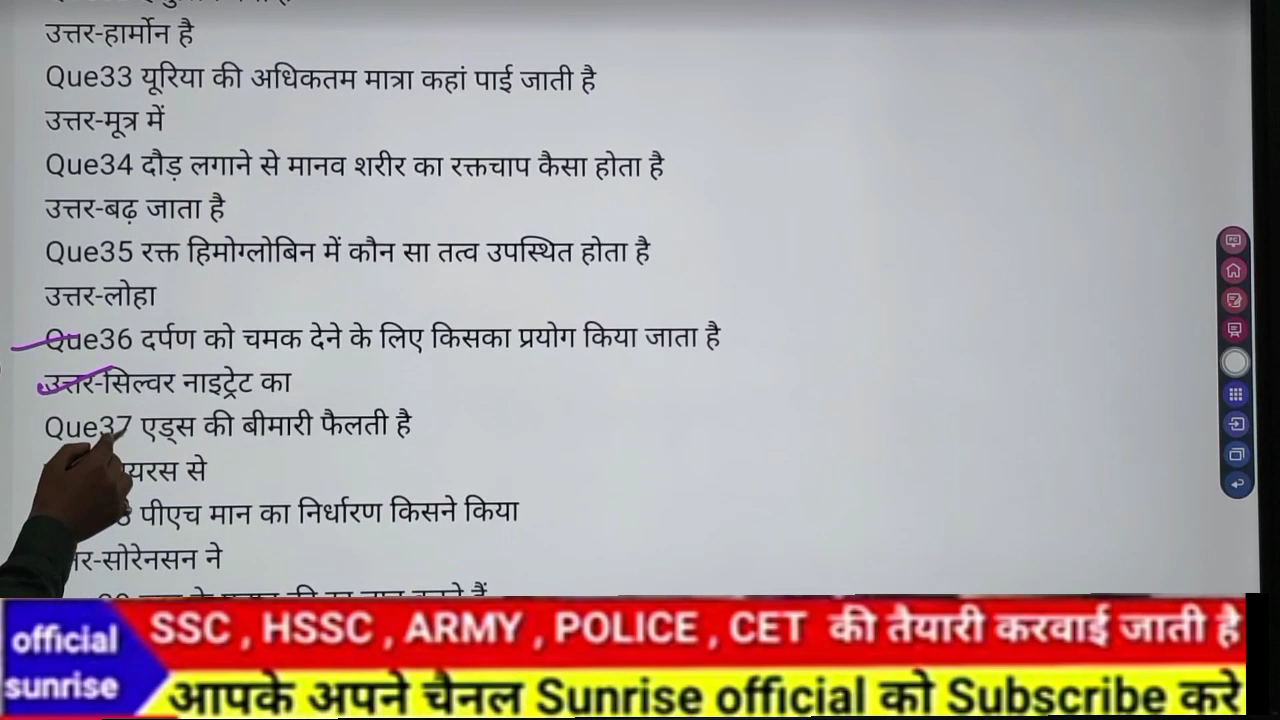 उत्तर-हार्मोन है
Que33 यूरिया की अधिकतम मात्रा कहां पाई जाती है
उत्तर-मूत्र में
Que34 दौड़ लगाने से मानव शरीर का रक्तचाप कैसा होता है
उत्तर-बढ़ जाता है
Que35 रक्त हिमोग्लोबिन में कौन सा तत्व उपस्थित होता है
उत्तर-लोहा
Que36 दर्पण को चमक देने के लिए किसका प्रयोग किया जाता है
उत्तर-सिल्वर नाइट्रेट का
Que37 एड्स की बीमारी फैलती है
यरस से
पीएच मान का निर्धारण किसने किया
त्तर-सोरेनसन ने
official sunrise
SSC , HSSC , ARMY , POLICE , CET की तैयारी करवाई जाती है
आपके अपने चैनल Sunrise official को Subscribe करे